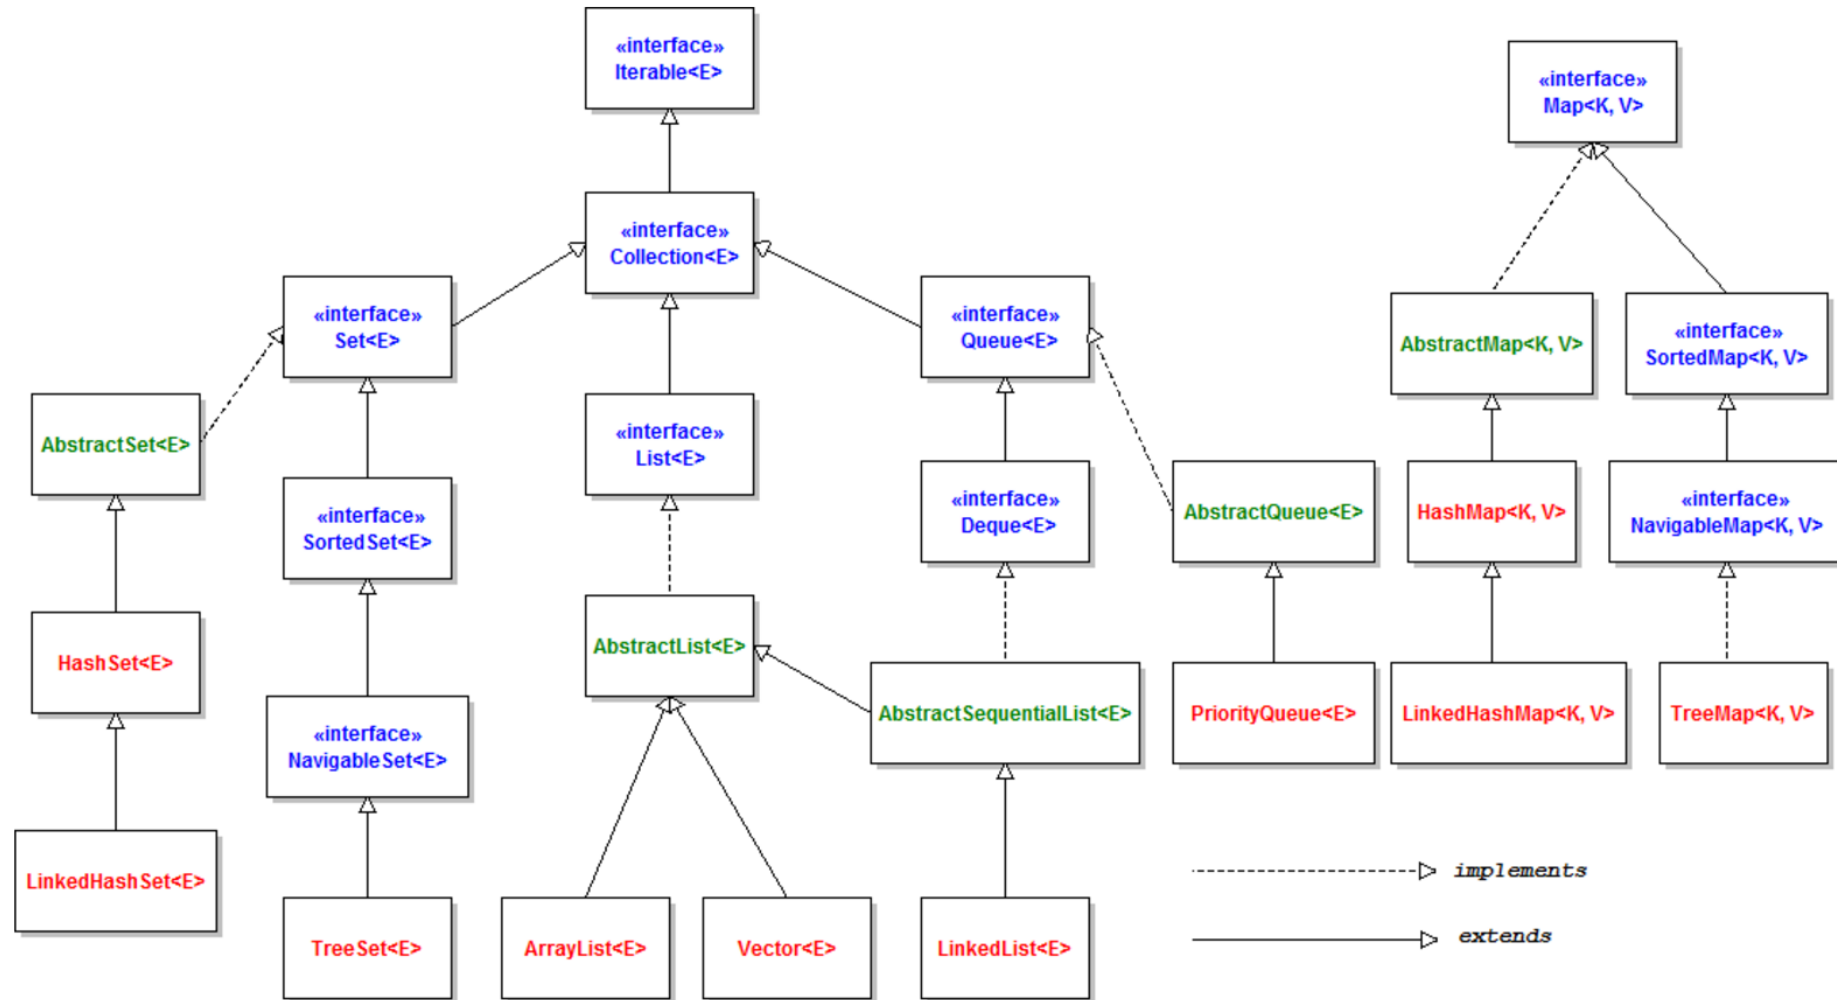 «interface»
Iterable<E>
«interface»
Map<K, V>
«interface»
Collection<E>
«interface»
Set<E>
«interface»
Queue<E>
AbstractMap<K, V>
«interface»
SortedMap<K, V>
AbstractSet<E>
«interface»
List<E>
«interface»
SortedSet<E>
«interface»
Deque<E>
AbstractQueue<E>
HashMap<K, V>
«interface»
NavigableMap<K, V>
HashSet<E>
AbstractList<E>
«interface»
NavigableSet<E>
AbstractSequentialList<E>
PriorityQueue<E>
LinkedHashMap<K, V>
TreeMap<K, V>
LinkedHashSet<E>
TreeSet<E>
ArrayList<E>
Vector<E>
LinkedList<E>
implements
extends